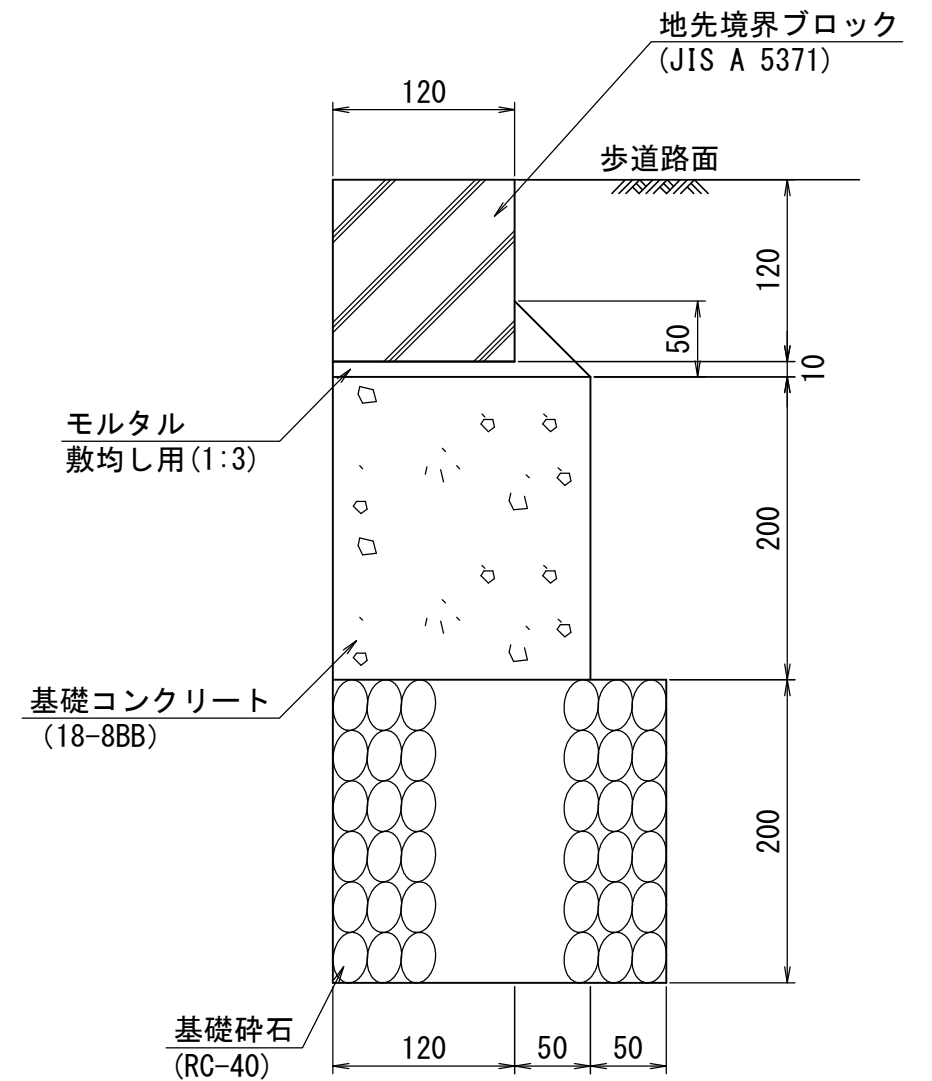 地先境界ブロック
(JIS A 5371)
120
歩道路面
120
50
10
モルタル
敷均し用(1:3)
200
基礎コンクリート
(18-8BB)
200
基礎砕石
(RC-40)
120
50
50